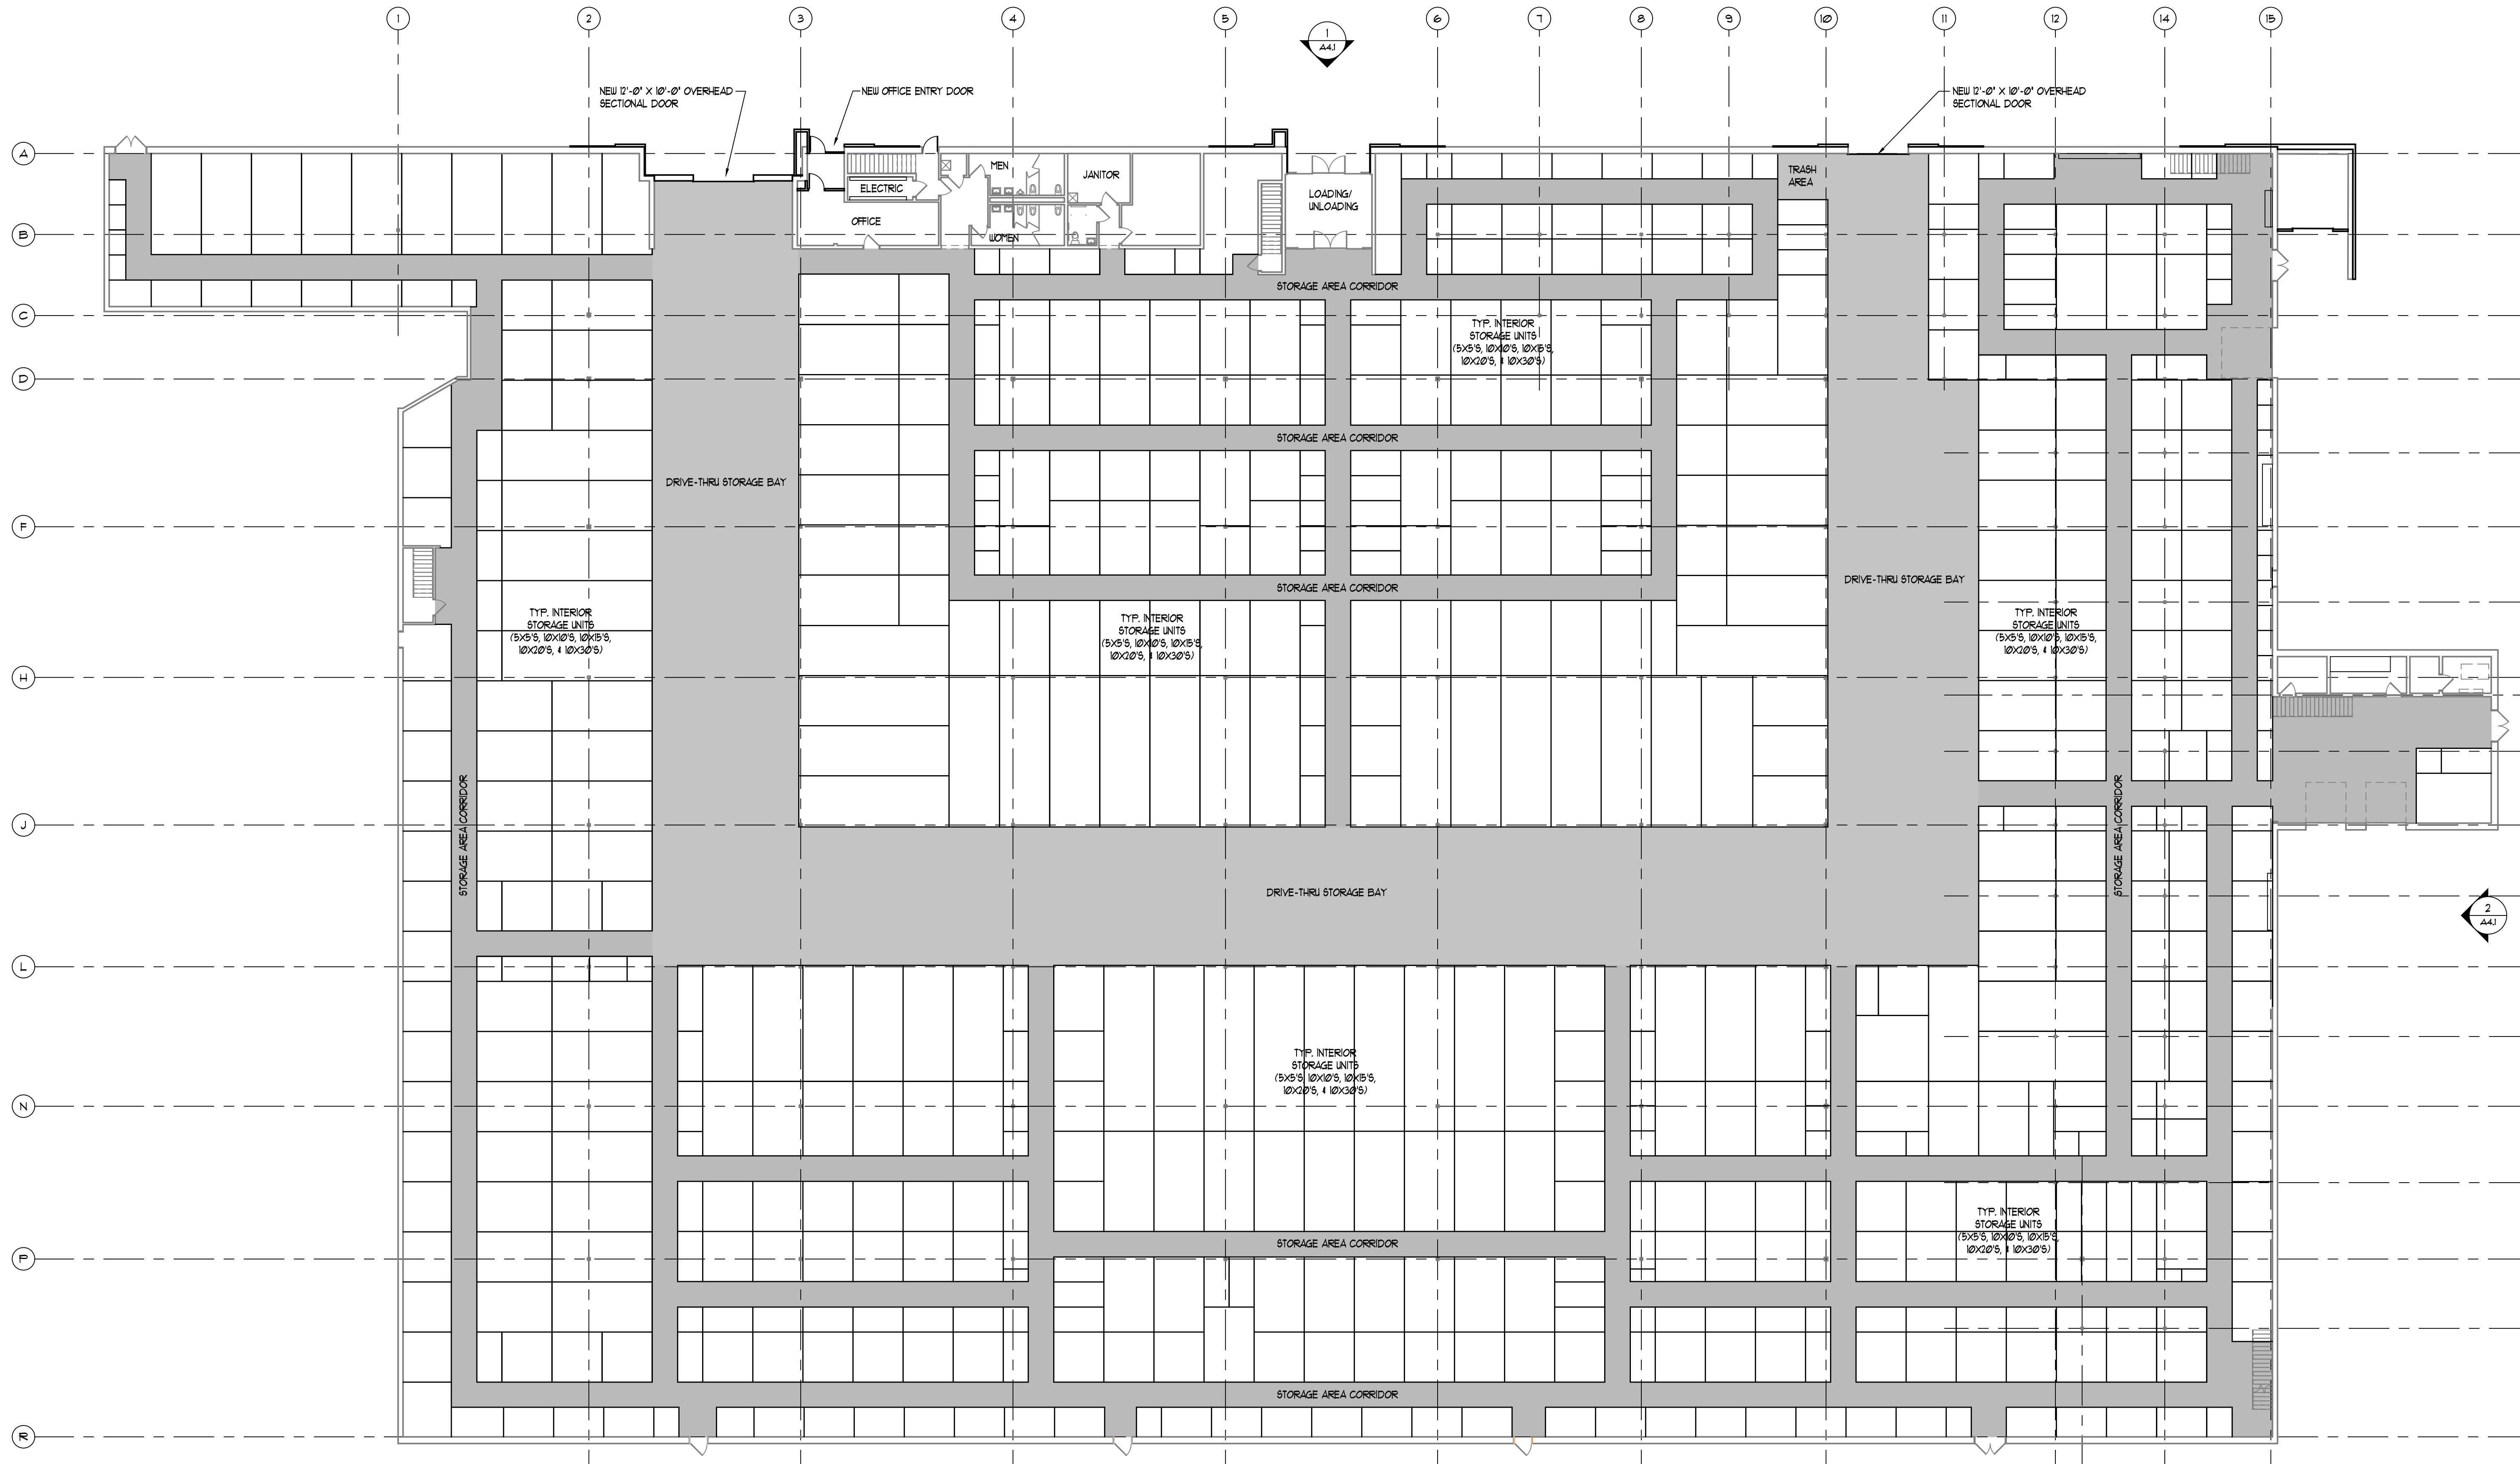 1
2
3
4
5
6
7
8
9
10
11
12
14
15
1
A4.1
NEW 12'-0" X 10'-0" OVERHEAD
SECTIONAL DOOR
NEW OFFICE ENTRY DOOR
NEW 12'-0" X 10'-0" OVERHEAD
SECTIONAL DOOR
A
MEN
JANITOR
ELECTRIC
LOADING/
UNLOADING
TRASH
AREA
OFFICE
B
WOMEN
STORAGE AREA CORRIDOR
C
TYP. INTERIOR
STORAGE UNITS
(5X5'S, 10X10'S, 10X15'S,
10X20'S, & 10X30'S)
D
STORAGE AREA CORRIDOR
DRIVE-THRU STORAGE BAY
F
DRIVE-THRU STORAGE BAY
STORAGE AREA CORRIDOR
TYP. INTERIOR
STORAGE UNITS
(5X5'S, 10X10'S, 10X15'S,
10X20'S, & 10X30'S)
TYP. INTERIOR
STORAGE UNITS
(5X5'S, 10X10'S, 10X15'S,
10X20'S, & 10X30'S)
TYP. INTERIOR
STORAGE UNITS
(5X5'S, 10X10'S, 10X15'S,
10X20'S, & 10X30'S)
H
J
STORAGE AREA CORRIDOR
STORAGE AREA CORRIDOR
DRIVE-THRU STORAGE BAY
2
A4.1
L
TYP. INTERIOR
STORAGE UNITS
(5X5'S, 10X10'S, 10X15'S,
10X20'S, & 10X30'S)
N
TYP. INTERIOR
STORAGE UNITS
(5X5'S, 10X10'S, 10X15'S,
10X20'S, & 10X30'S)
STORAGE AREA CORRIDOR
P
STORAGE AREA CORRIDOR
R